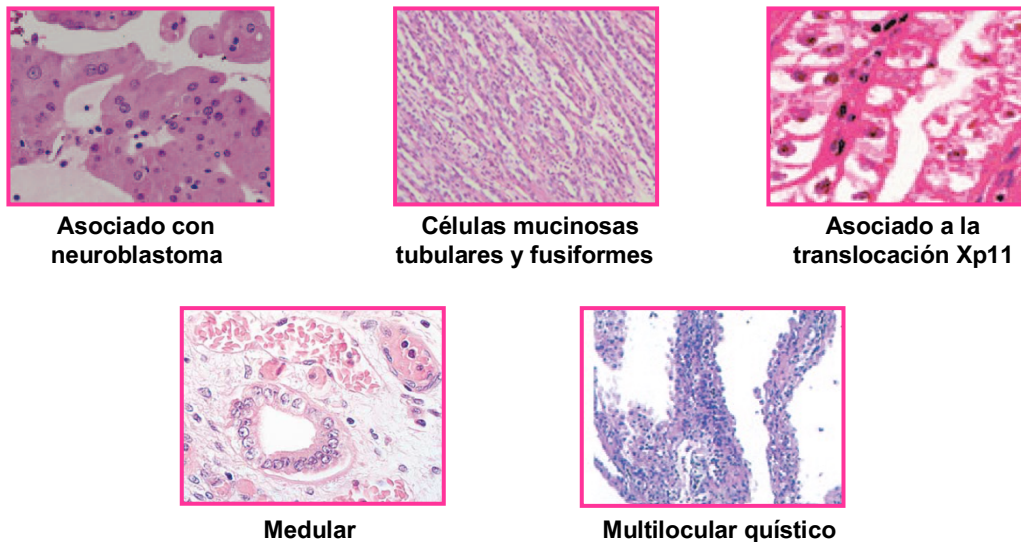 Asociado con
neuroblastoma
Células mucinosas
tubulares y fusiformes
Asociado a la
translocación Xp11
Medular
Multilocular quístico